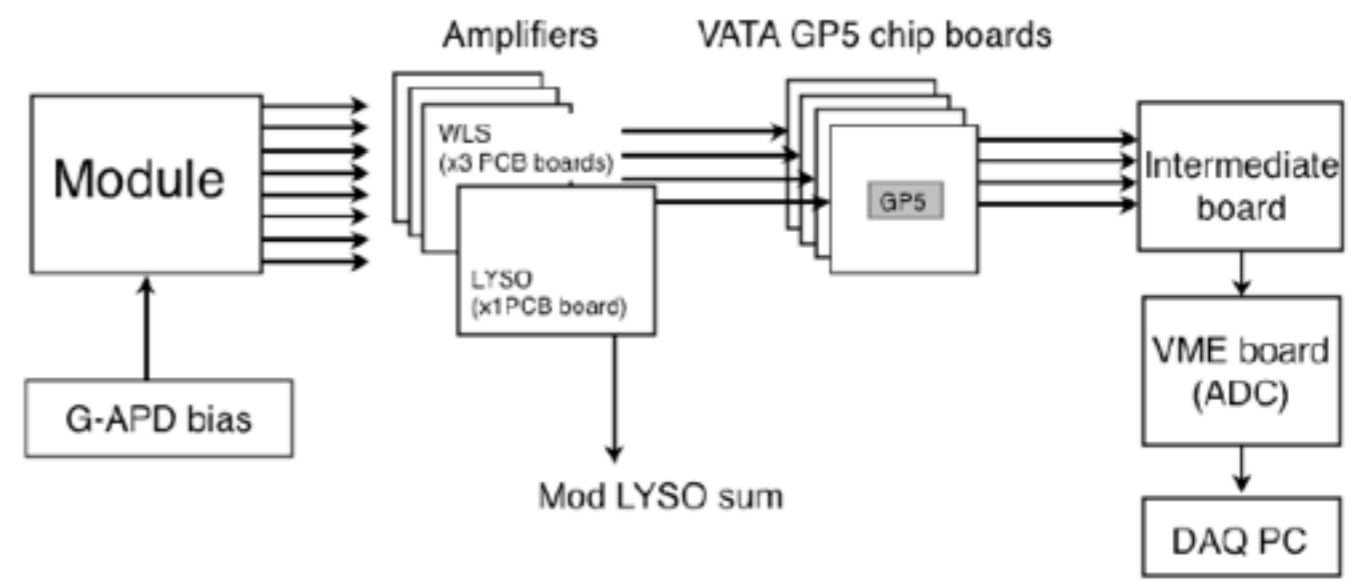 Amplifiers
VATA GP5 chip boards
Module
WLS
(x3 PCB boards)
GP5
Intermediate
board
LYSO
(x1PCB board)
VME board
(ADC)
G-APD bias
Mod LYSO sum
DAQ PC